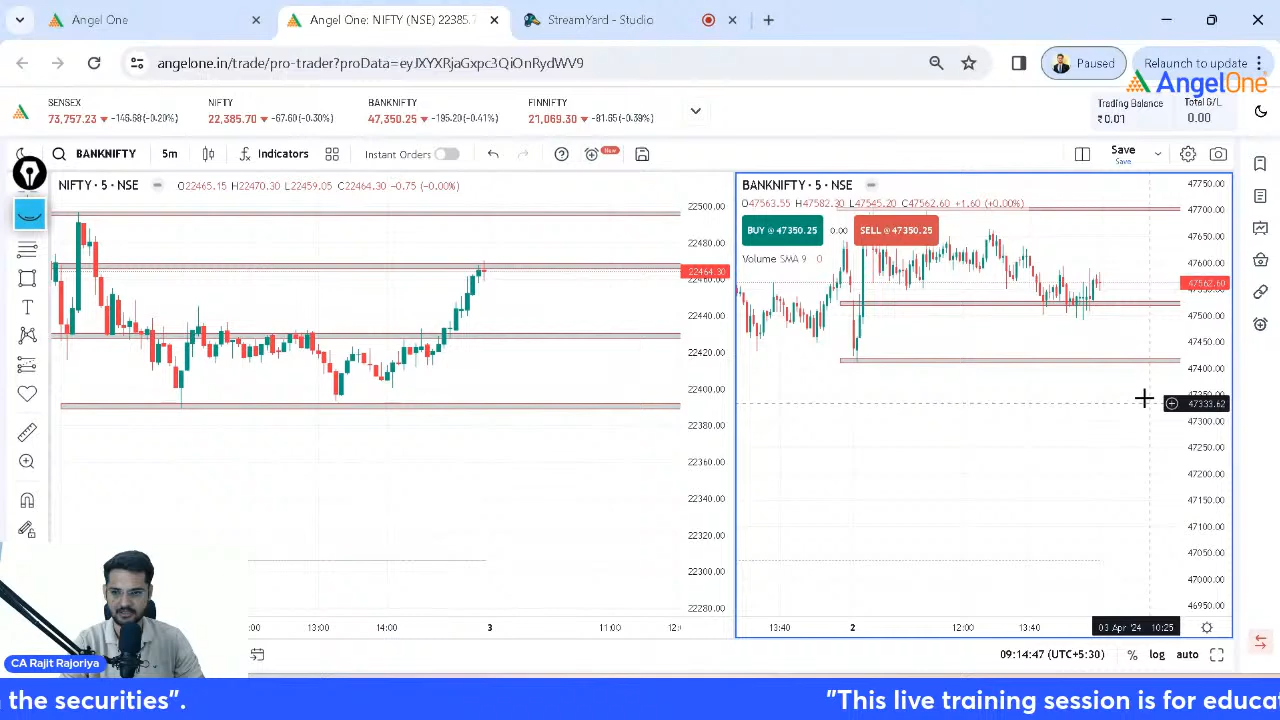 Angel One
Angel One: NIFTY (NSE) 22385.7
StreamYard - Studio
angelone.in/trade/pro-trader?proData=eyJXYXRjaGxpc3QiOnRydWV9
Paused
Relaunch to update
AngelOne
SENSEX
73,757.23 -146.68(-0.20%)
NIFTY
22,385.70 -67.60(-0.30%)
BANKNIFTY
47,350.25 -195.20(-0.41%)
FINNIFTY
21,069.30 -81.65(-0.39%)
Trading Balance
₹0.01
Total G/L
0.00
BANKNIFTY
5m
Indicators
Instant Orders
New
Save
Save
NIFTY · 5 · NSE
O22465.15 H22470.30 L22459.05 C22464.30 -0.75 (-0.00%)
22500.00
22480.00
22464.30
22460.00
22440.00
22420.00
22400.00
22380.00
22360.00
22340.00
22320.00
22300.00
22280.00
:00
13:00
14:00
3
11:00
12:
BANKNIFTY · 5 · NSE
O47563.55 H47582.30 L47545.20 C47562.60 +1.60 (+0.00%)
BUY @ 47350.25
0.00
SELL @ 47350.25
Volume SMA 9 0
47750.00
47700.00
47650.00
47600.00
47562.60
47500.00
47450.00
47400.00
47333.62
47300.00
47250.00
47200.00
47150.00
47100.00
47050.00
47000.00
46950.00
13:40
2
12:00
13:40
03 Apr '24 10:25
09:14:47 (UTC+5:30)
%
log
auto
CA Rajit Rajoriya
n the securities".
"This live training session is for educa